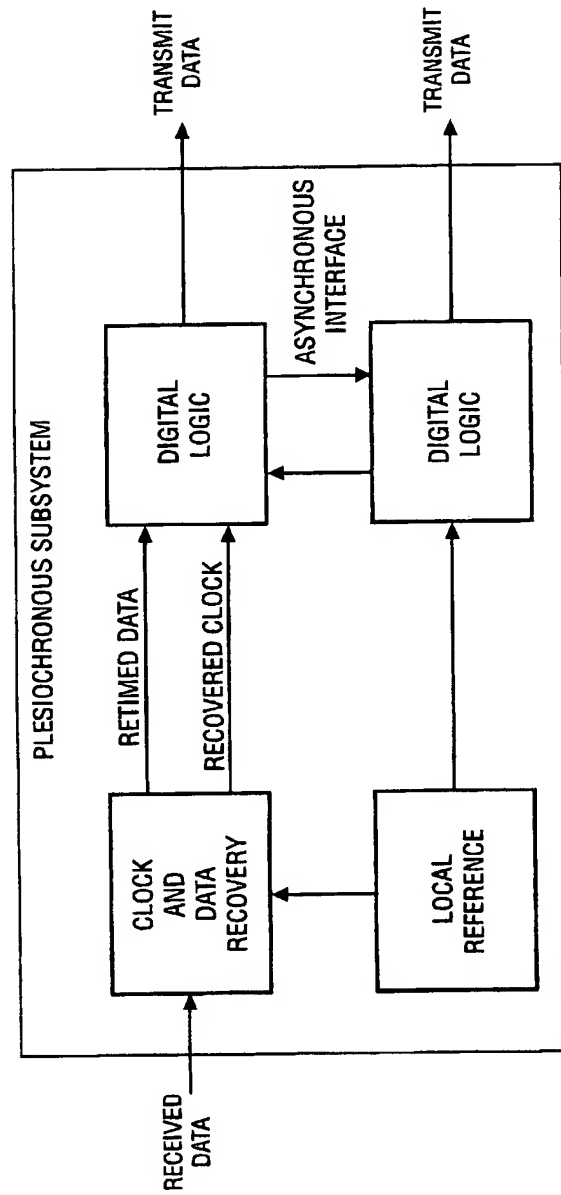 PLESIOCHRONOUS SUBSYSTEM
RECEIVED
DATA
CLOCK
AND
DATA
RECOVERY
RETIMED DATA
RECOVERED CLOCK
DIGITAL
LOGIC
TRANSMIT
DATA
ASYNCHRONOUS
INTERFACE
LOCAL
REFERENCE
DIGITAL
LOGIC
TRANSMIT
DATA